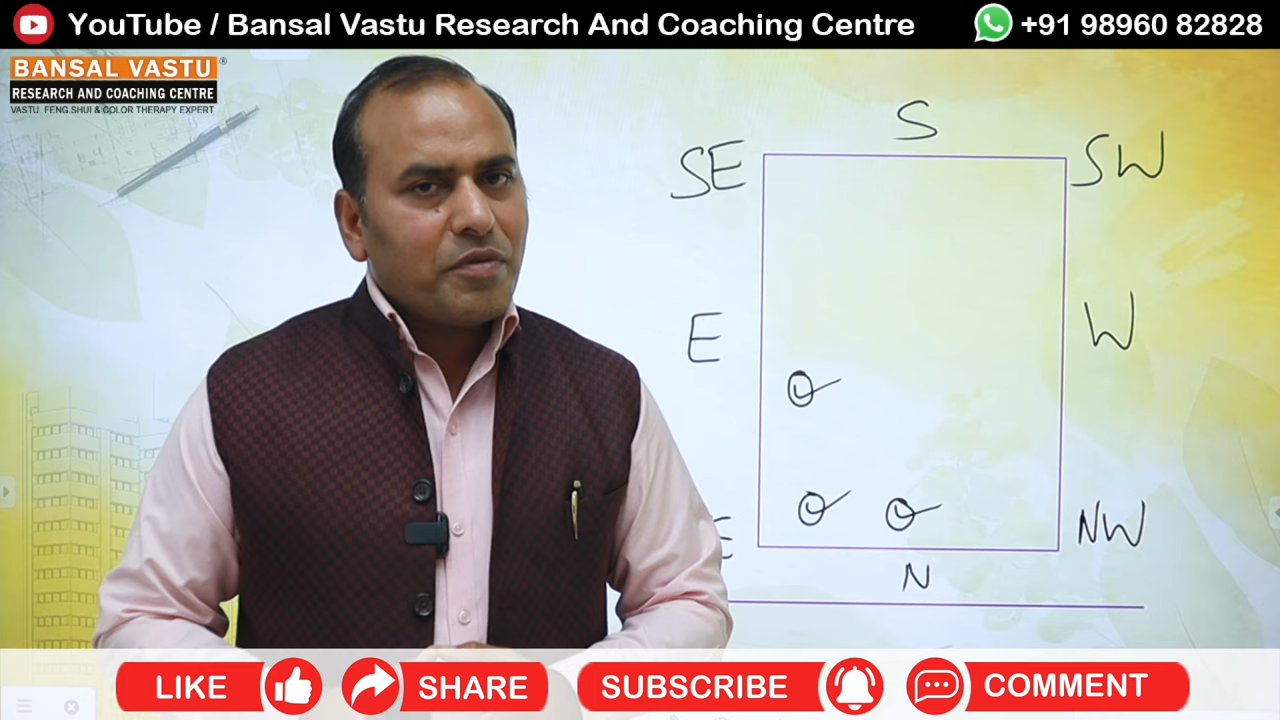 YouTube / Bansal Vastu Research And Coaching Centre
+91 98960 82828
BANSAL VASTU®
RESEARCH AND COACHING CENTRE
VASTU, FENG SHUI & COLOR THERAPY EXPERT
S
SE
SW
E
W
E
NW
N
LIKE
SHARE
SUBSCRIBE
COMMENT